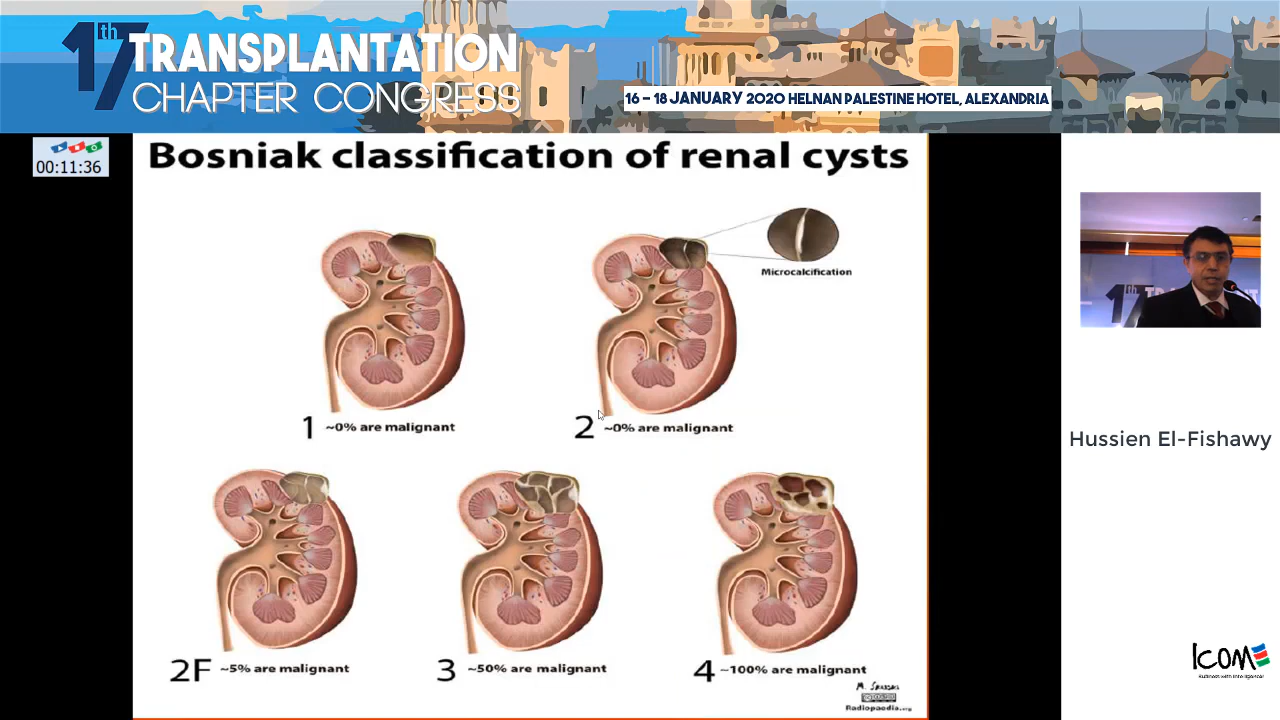 17th
TRANSPLANTATION
CHAPTER CONGRESS
16 – 18 JANUARY 2020 HELNAN PALESTINE HOTEL, ALEXANDRIA
00:11:36
Bosniak classification of renal cysts
Microcalcification
1 ~0% are malignant
2 ~0% are malignant
2F ~5% are malignant
3 ~50% are malignant
4 ~100% are malignant
Radiopaedia.org
17th TRANSPLANT
Hussien El-Fishawy
ICOM